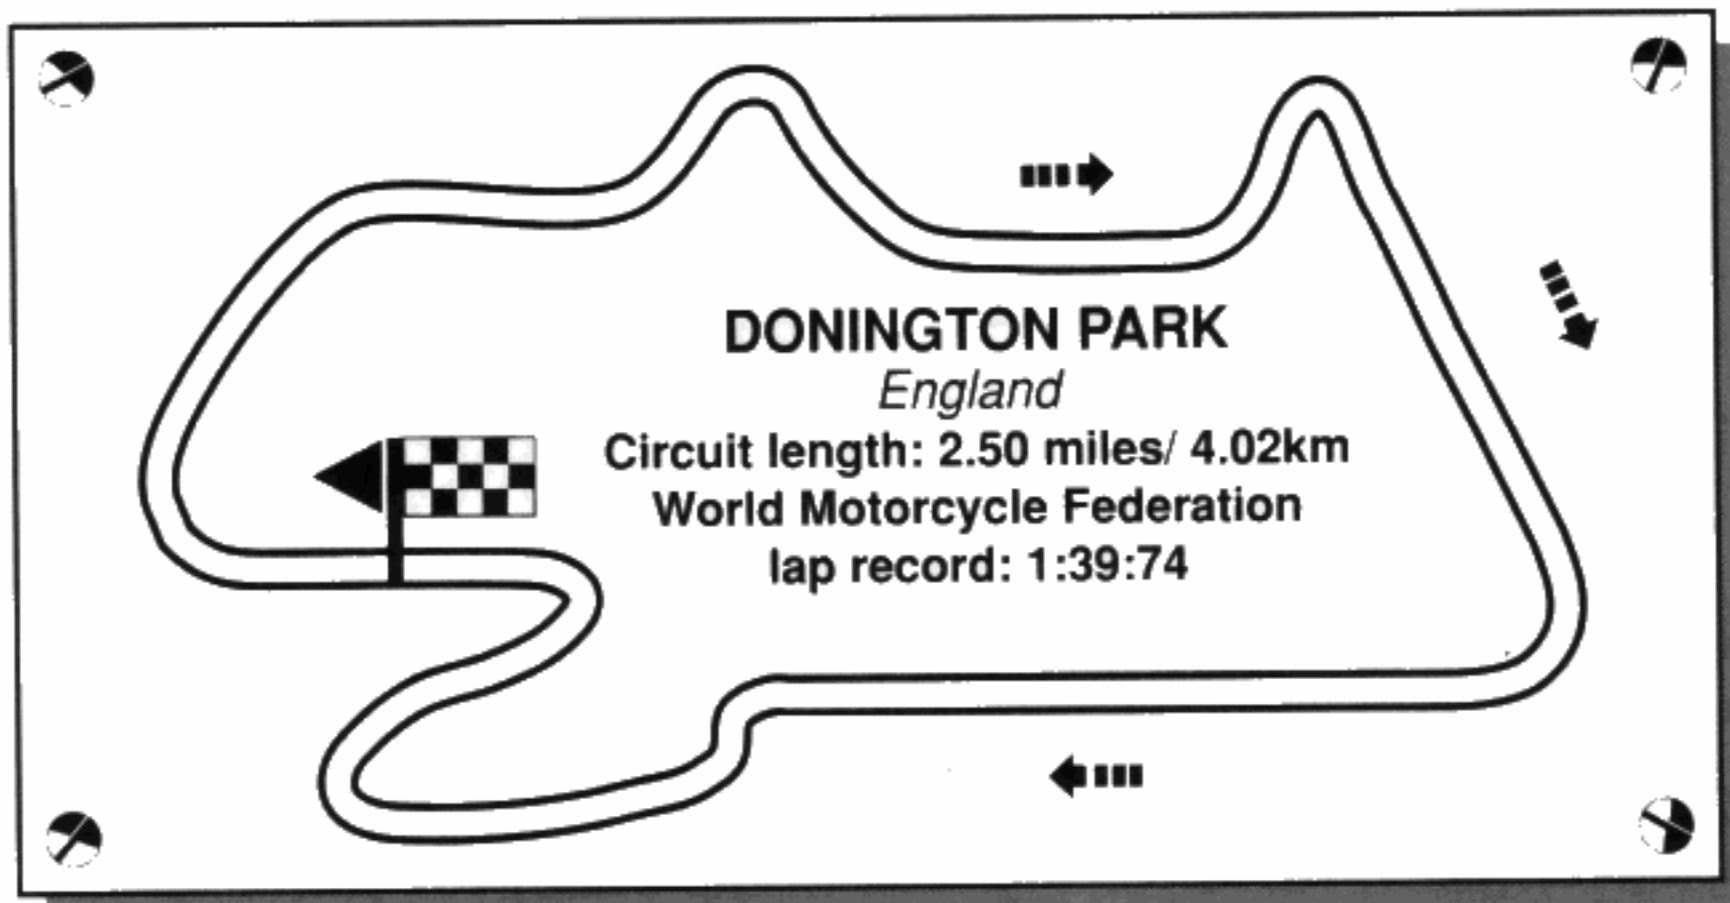 DONINGTON PARK
England
Circuit length: 2.50 miles/ 4.02km
World Motorcycle Federation
lap record: 1:39:74